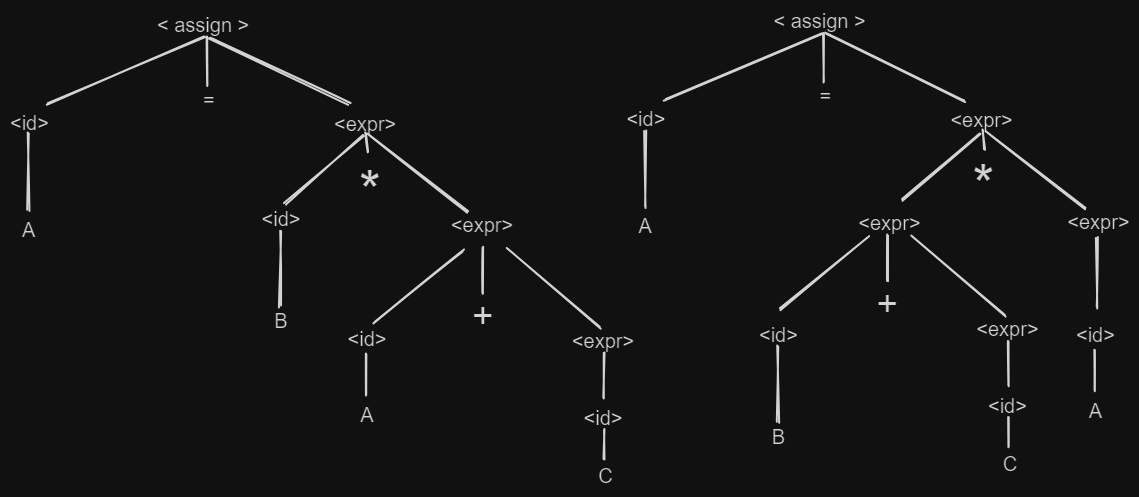 < assign >
=
<id>
<expr>
A
*
<id>
<expr>
B
+
<id>
<expr>
A
<id>
C
< assign >
=
<id>
<expr>
A
*
<expr>
<expr>
+
<id>
<expr>
<id>
B
<id>
A
C